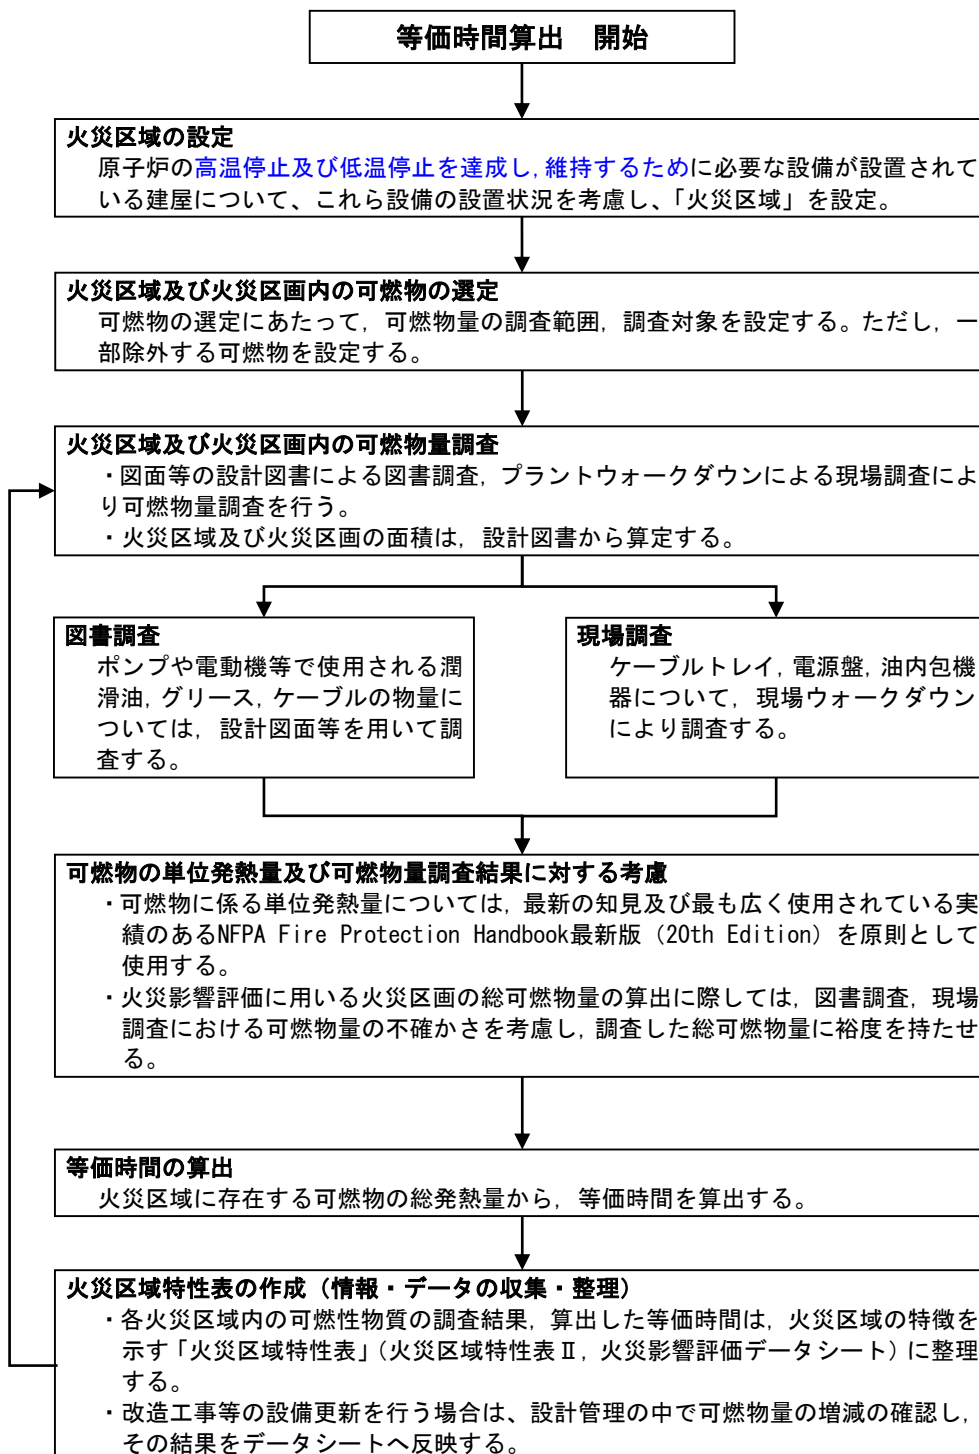 等価時間算出　開始
火災区域の設定
原子炉の高温停止及び低温停止を達成し,維持するために必要な設備が設置されて
いる建屋について、これら設備の設置状況を考慮し、「火災区域」を設定。
火災区域及び火災区画内の可燃物の選定
可燃物の選定にあたって，可燃物量の調査範囲，調査対象を設定する。ただし，一
部除外する可燃物を設定する。
火災区域及び火災区画内の可燃物量調査
・図面等の設計図書による図書調査，プラントウォークダウンによる現場調査によ
り可燃物量調査を行う。
・火災区域及び火災区画の面積は，設計図書から算定する。
図書調査
ポンプや電動機等で使用される潤
滑油，グリース，ケーブルの物量に
ついては，設計図面等を用いて調
査する。
現場調査
ケーブルトレイ，電源盤，油内包機
器について，現場ウォークダウン
により調査する。
可燃物の単位発熱量及び可燃物量調査結果に対する考慮
・可燃物に係る単位発熱量については，最新の知見及び最も広く使用されている実
績のあるNFPA Fire Protection Handbook最新版（20th Edition）を原則として
使用する。
・火災影響評価に用いる火災区画の総可燃物量の算出に際しては，図書調査，現場
調査における可燃物量の不確かさを考慮し，調査した総可燃物量に裕度を持たせ
る。
等価時間の算出
火災区域に存在する可燃物の総発熱量から，等価時間を算出する。
火災区域特性表の作成（情報・データの収集・整理）
・各火災区域内の可燃性物質の調査結果，算出した等価時間は，火災区域の特徴を
示す「火災区域特性表」（火災区域特性表Ⅱ，火災影響評価データシート）に整理
する。
・改造工事等の設備更新を行う場合は、設計管理の中で可燃物量の増減の確認し，
その結果をデータシートへ反映する。